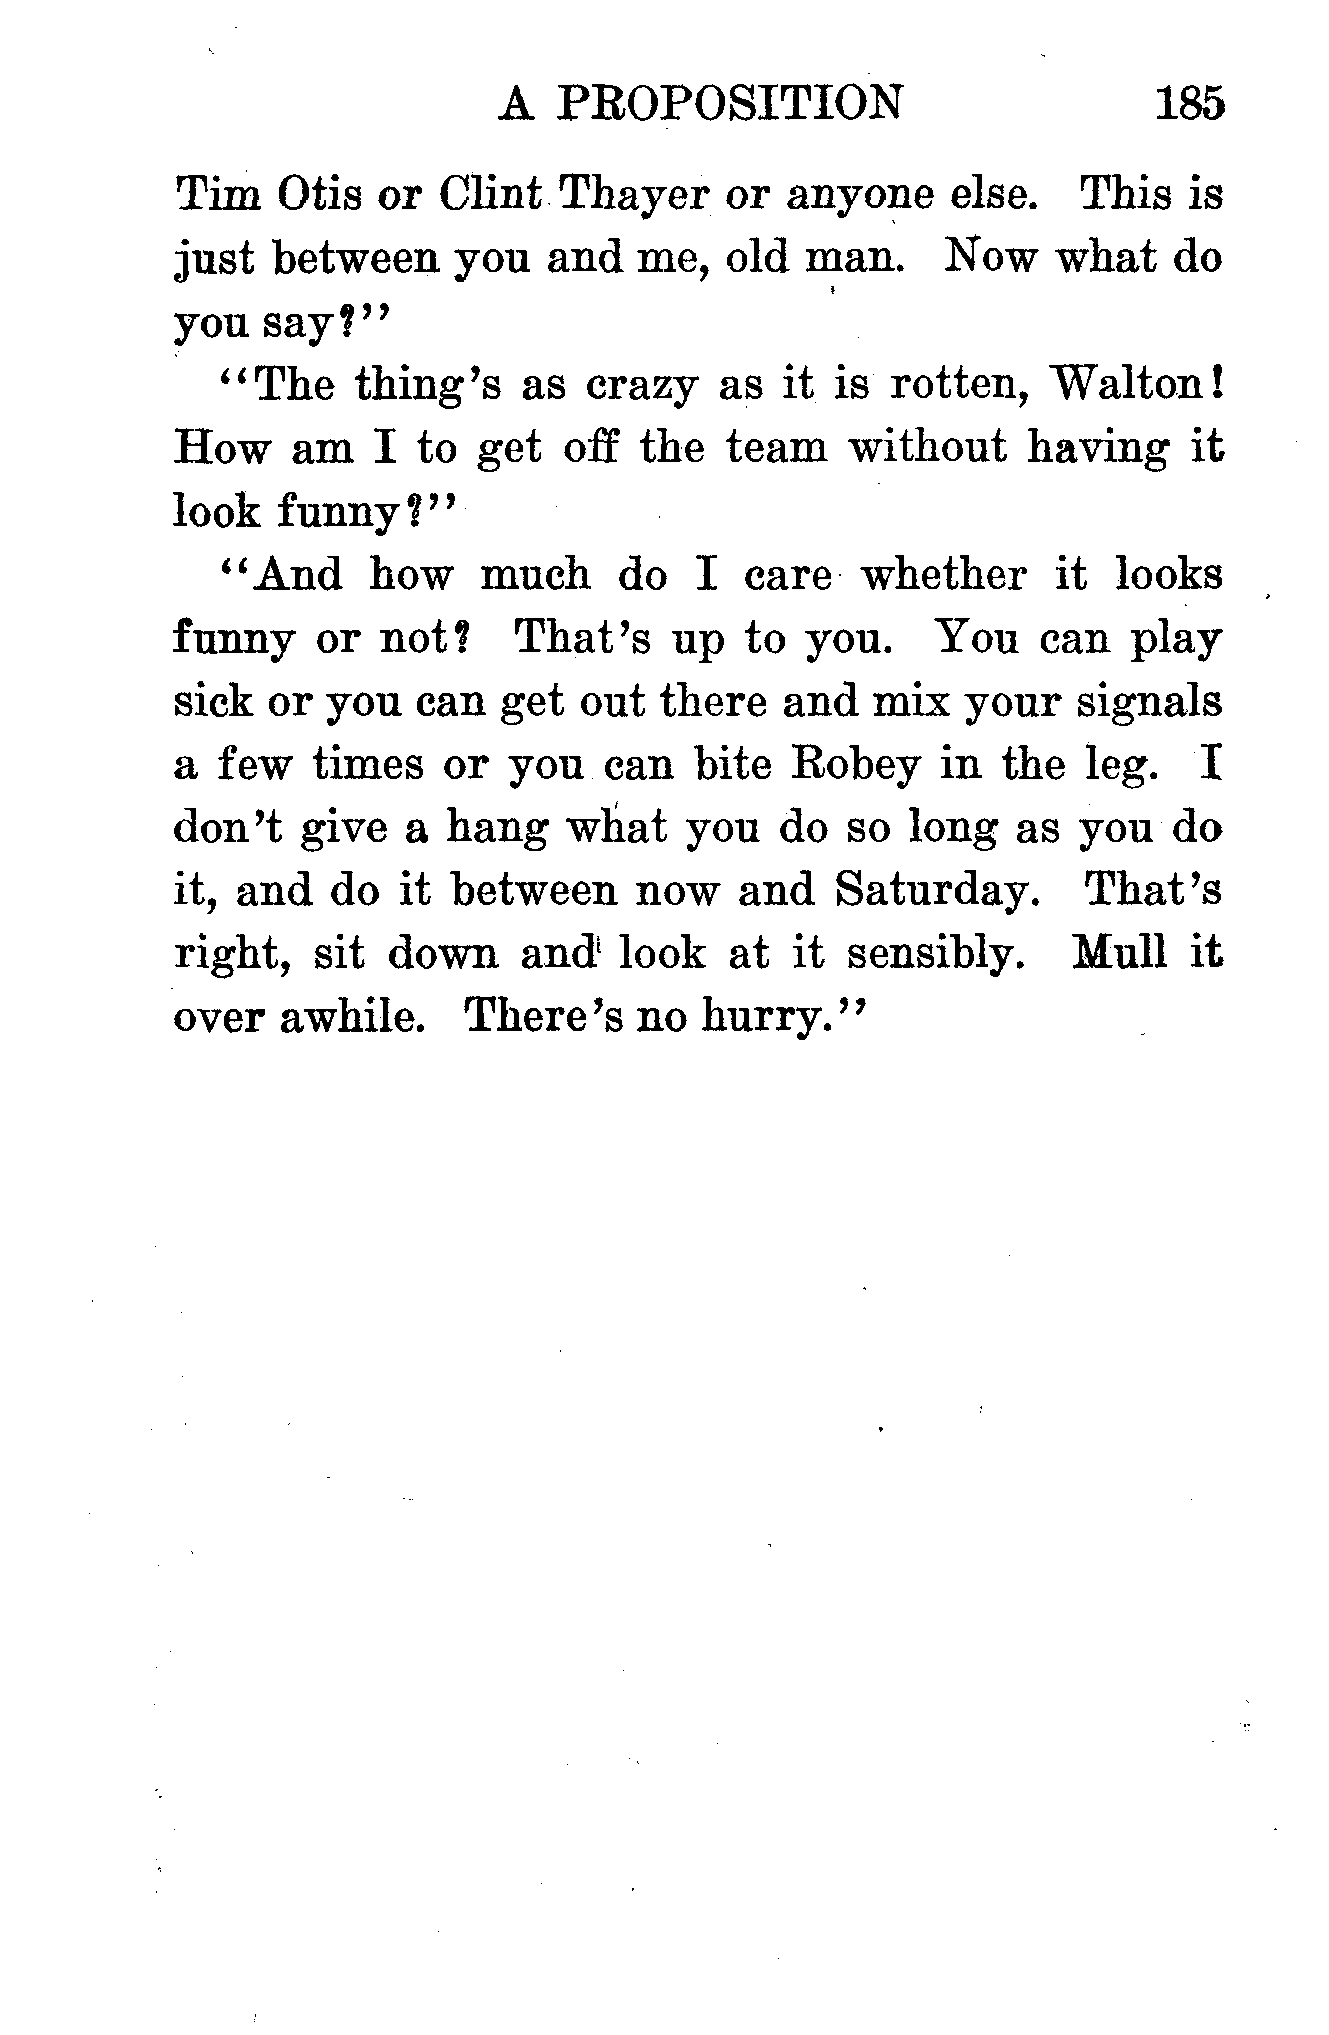 A PROPOSITION 185
Tim Otis or Clint Thayer or anyone else. This is
just between you and me, old man. Now what do
you say?"
"The thing's as crazy as it is rotten, Walton!
How am I to get off the team without having it
look funny?"
"And how much do I care whether it looks
funny or not? That's up to you. You can play
sick or you can get out there and mix your signals
a few times or you can bite Robey in the leg. I
don't give a hang what you do so long as you do
it, and do it between now and Saturday. That's
right, sit down and look at it sensibly. Mull it
over awhile. There's no hurry."